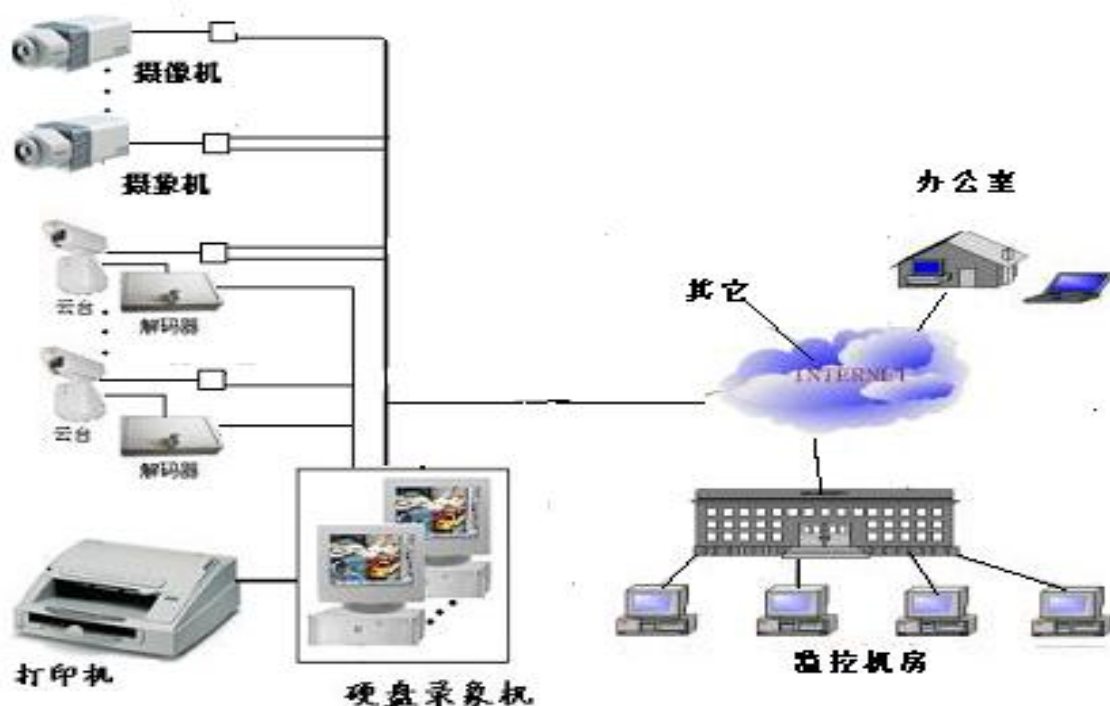 摄像机
摄象机
办公室
其它
云台
解码器
INTERNET
云台
解码器
监控机房
打印机
硬盘录象机